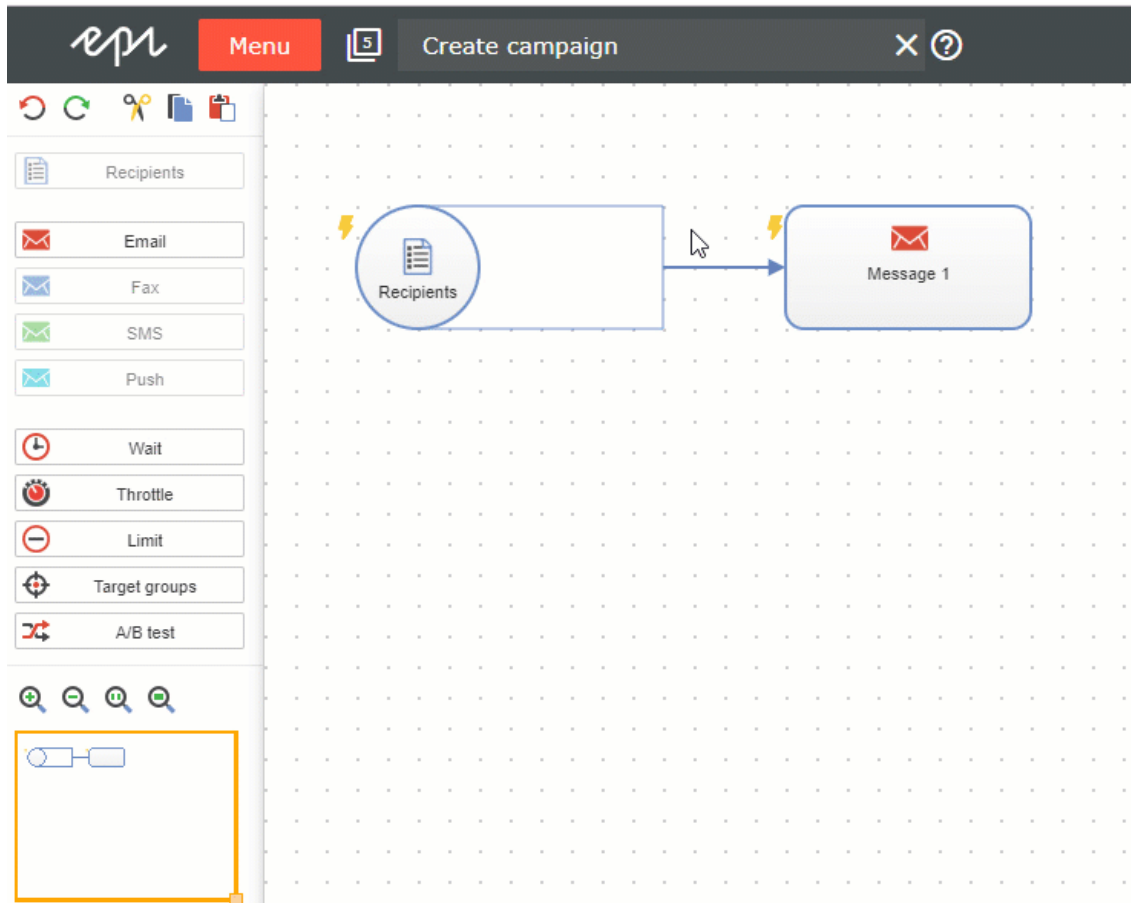 epi Menu 5 Create campaign
Recipients
Email
Fax
SMS
Push
Wait
Throttle
Limit
Target groups
A/B test
Recipients
Message 1